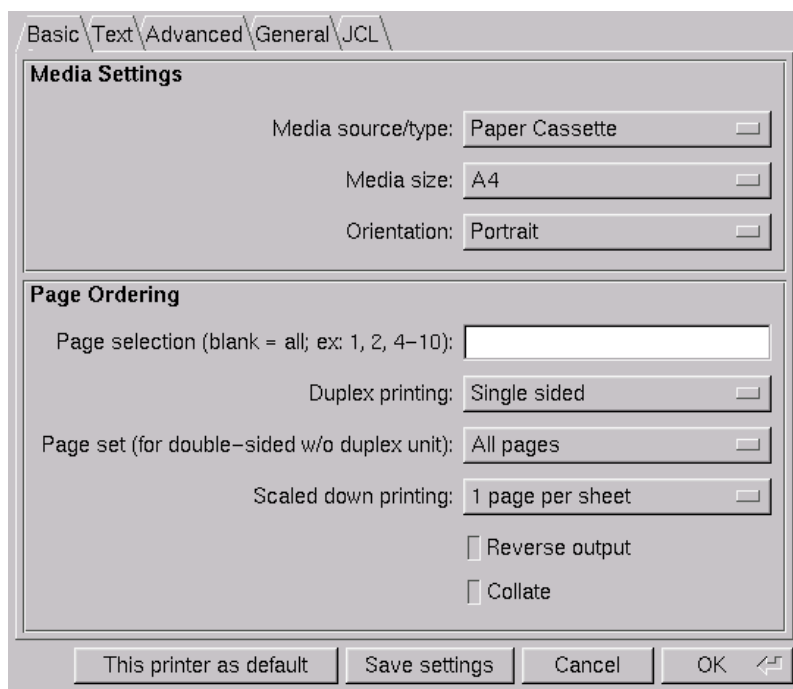 Basic Text Advanced General JCL
Media Settings
Media source/type: Paper Cassette
Media size: A4
Orientation: Portrait
Page Ordering
Page selection (blank = all; ex: 1, 2, 4–10):
Duplex printing: Single sided
Page set (for double–sided w/o duplex unit): All pages
Scaled down printing: 1 page per sheet
Reverse output
Collate
This printer as default Save settings Cancel OK